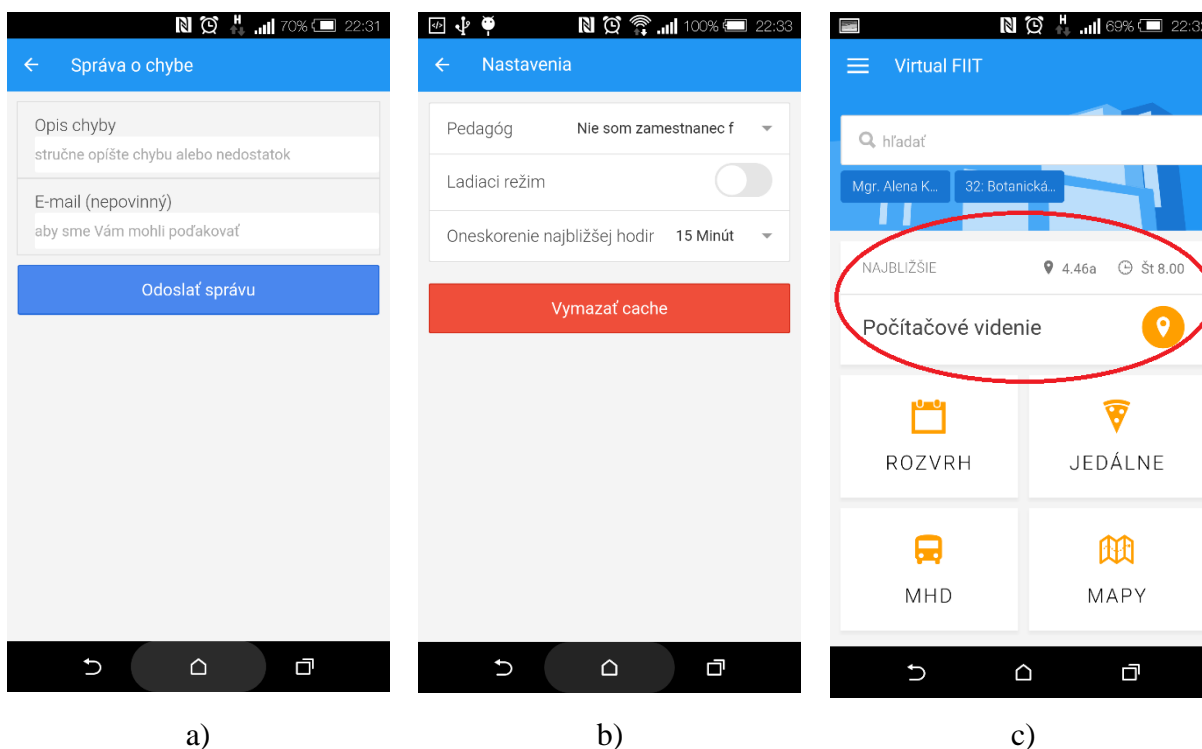 70% 22:31
Správa o chybe
Opis chyby
stručne opíšte chybu alebo nedostatok
E-mail (nepovinný)
aby sme Vám mohli poďakovať
Odoslať správu
a)
100% 22:33
Nastavenia
Pedagóg Nie som zamestnanec f
Ladiaci režim
Oneskorenie najbližšej hodir 15 Minút
Vymazať cache
b)
69% 22:32
Virtual FIIT
hľadať
Mgr. Alena K... 32: Botanická...
NAJBLIŽŠIE 4.46a Št 8.00
Počítačové videnie
ROZVRH JEDÁLNE
MHD MAPY
c)